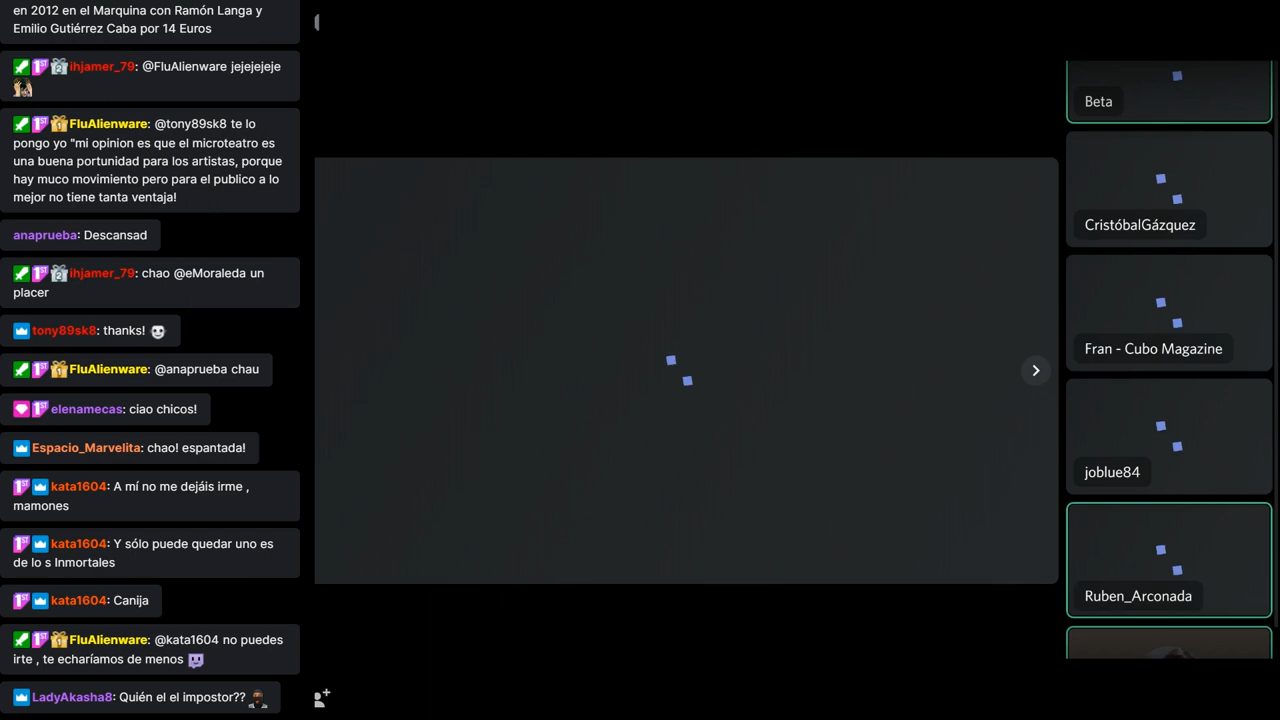 en 2012 en el Marquina con Ramón Langa y
Emilio Gutiérrez Caba por 14 Euros
ihjamer_79: @FluAlienware jejejejeje
FluAlienware: @tony89sk8 te lo
pongo yo "mi opinion es que el microteatro es
una buena portunidad para los artistas, porque
hay muco movimiento pero para el publico a lo
mejor no tiene tanta ventaja!
anaprueba: Descansad
ihjamer_79: chao @eMoraleda un
placer
tony89sk8: thanks!
FluAlienware: @anaprueba chau
elenamecas: ciao chicos!
Espacio_Marvelita: chao! espantada!
kata1604: A mí no me dejáis irme ,
mamones
kata1604: Y sólo puede quedar uno es
de lo s Inmortales
kata1604: Canija
FluAlienware: @kata1604 no puedes
irte , te echaríamos de menos
LadyAkasha8: Quién el el impostor??
Beta
CristóbalGázquez
Fran - Cubo Magazine
joblue84
Ruben_Arconada